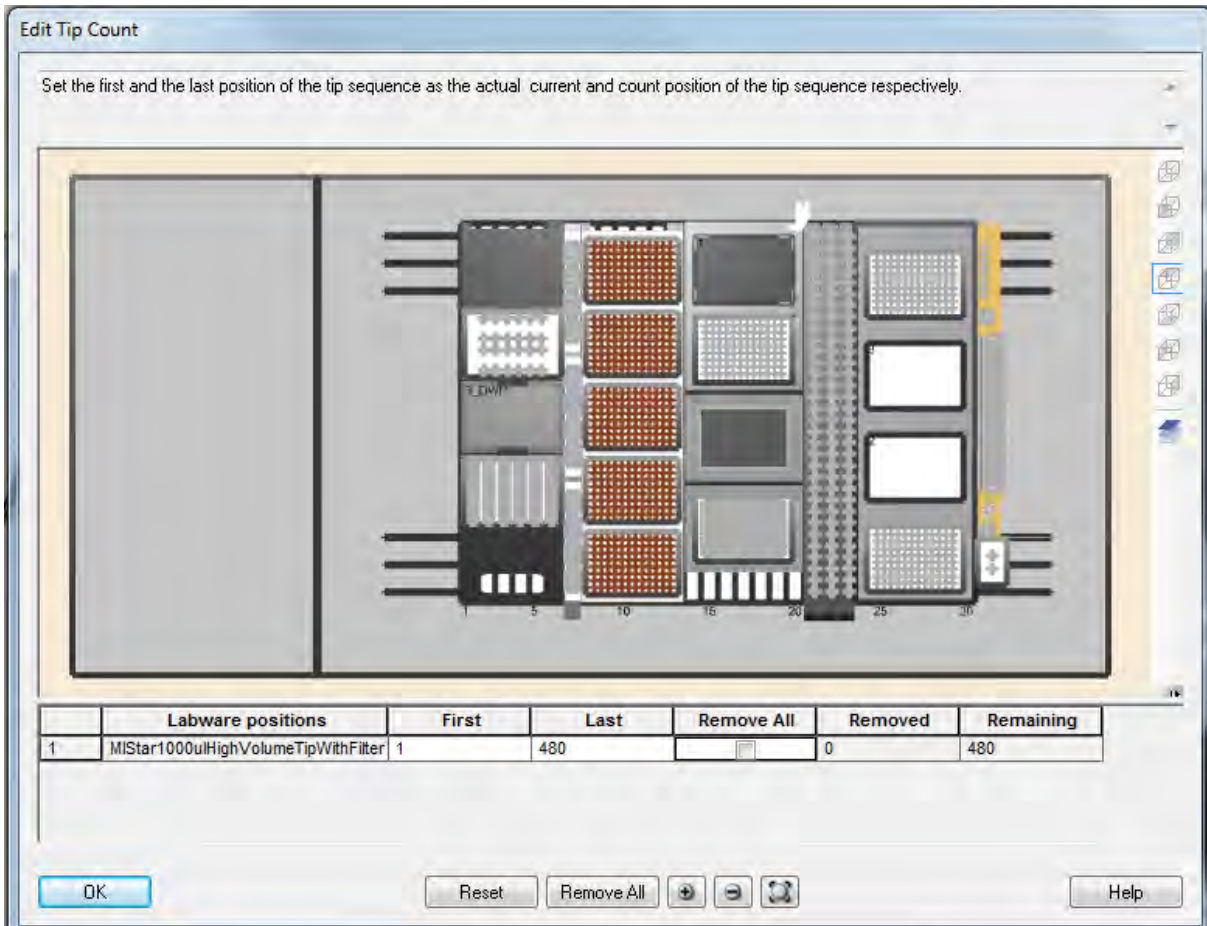 Edit Tip Count
Set the first and the last position of the tip sequence as the actual current and count position of the tip sequence respectively.
1 5 10 15 20 25 30
Labware positions First Last Remove All Removed Remaining
1 MlStar1000ulHighVolumeTipWithFilter 1 480 0 480
OK Reset Remove All Help